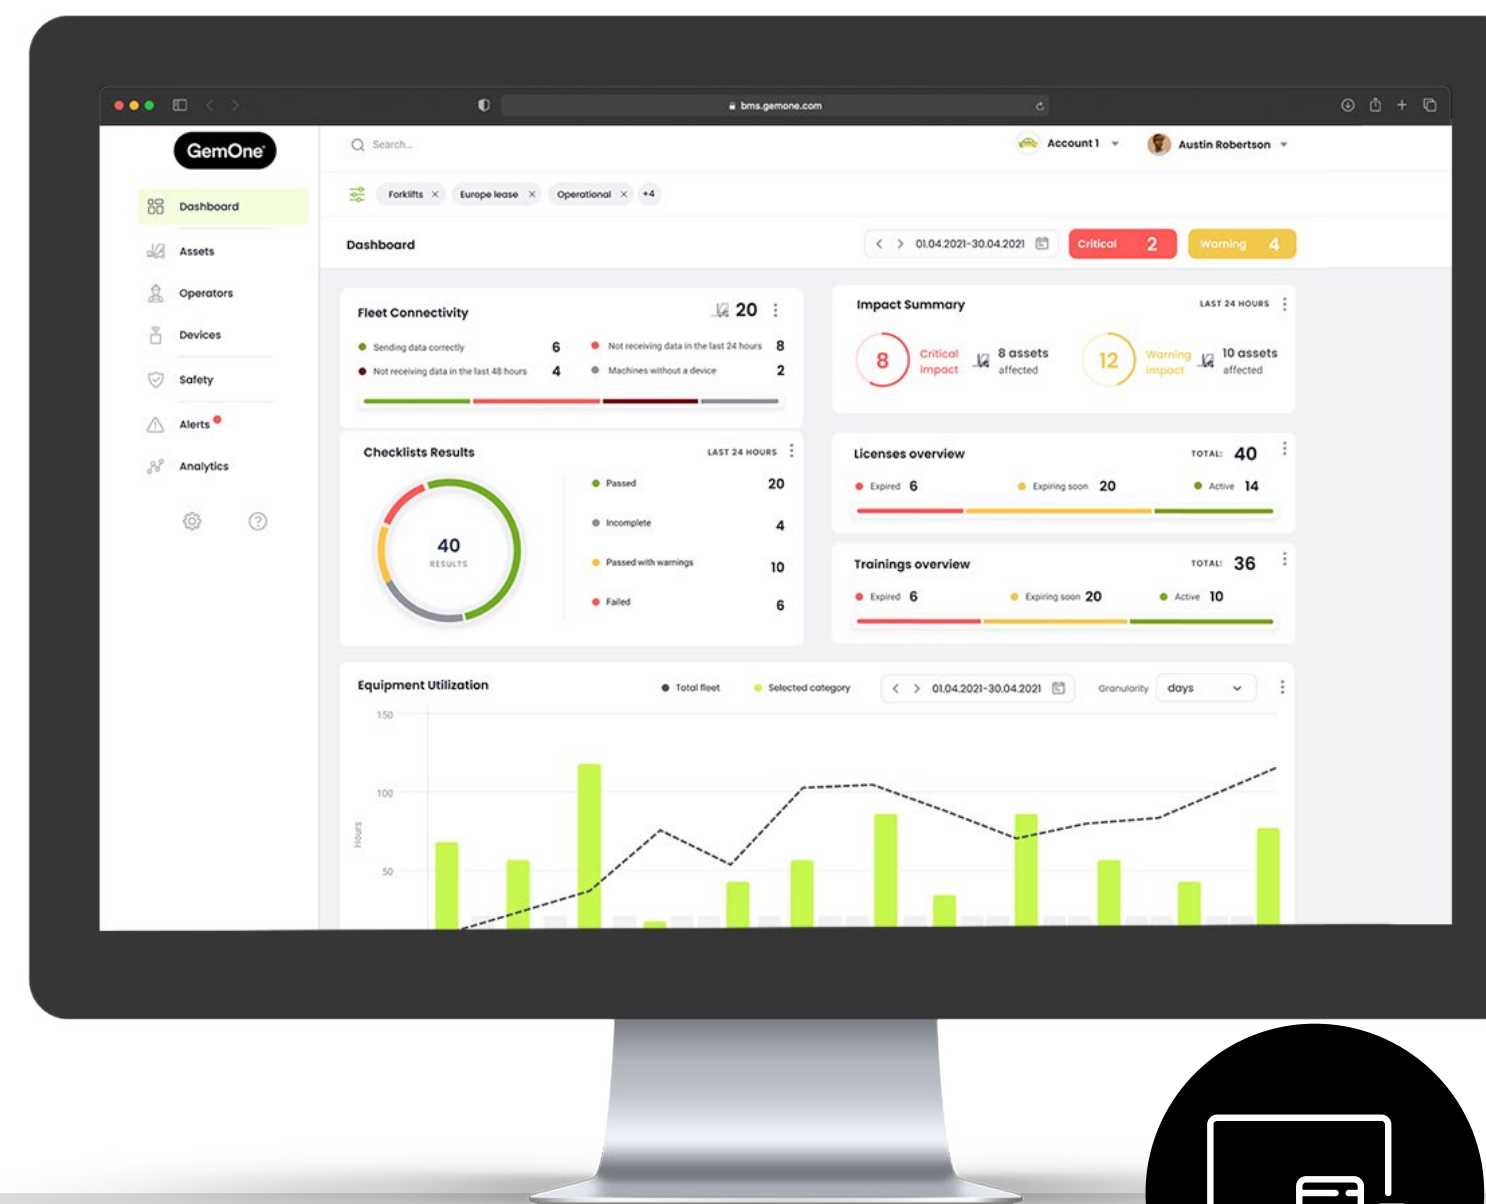 bms.gemone.com
GemOne
Search...
Account 1
Austin Robertson
Forklifts × Europe lease × Operational × +4
Dashboard
Assets
Operators
Devices
Safety
Alerts
Analytics
Dashboard
01.04.2021-30.04.2021
Critical 2
Warning 4
Fleet Connectivity 20
Sending data correctly 6
Not receiving data in the last 24 hours 8
Not receiving data in the last 48 hours 4
Machines without a device 2
Impact Summary LAST 24 HOURS
8 Critical impact 8 assets affected
12 Warning impact 10 assets affected
Checklists Results LAST 24 HOURS
40
RESULTS
Passed 20
Incomplete 4
Passed with warnings 10
Failed 6
Licenses overview TOTAL: 40
Expired 6 Expiring soon 20 Active 14
Trainings overview TOTAL: 36
Expired 6 Expiring soon 20 Active 10
Equipment Utilization
Total fleet Selected category
01.04.2021-30.04.2021
Granularity days
150
100
Hours
50